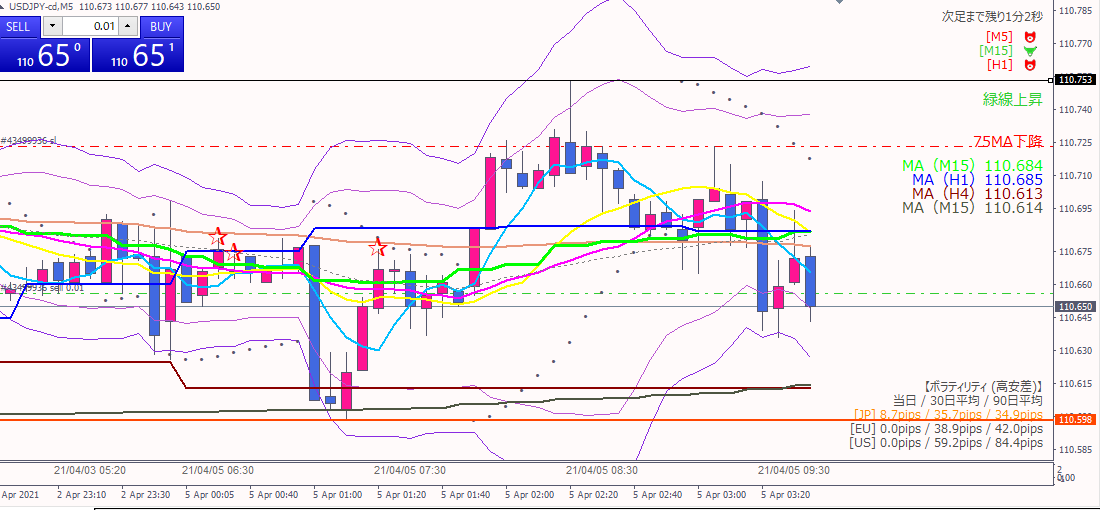 USDJPY-cd,M5 110.673 110.677 110.643 110.650
SELL 0.01 BUY
110 65 0 110 65 1
次足まで残り1分2秒
[M5]
[M15]
[H1]
緑線上昇
75MA下降
MA（M15）110.684
MA（H1）110.685
MA（H4）110.613
MA（M15）110.614
#43499936 sl
#43499936 sell 0.01
【ボラティリティ (高安差)】
当日 / 30日平均 / 90日平均
[JP] 8.7pips / 35.7pips / 34.9pips
[EU] 0.0pips / 38.9pips / 42.0pips
[US] 0.0pips / 59.2pips / 84.4pips
110.785
110.770
110.753
110.740
110.725
110.710
110.695
110.675
110.660
110.650
110.645
110.630
110.615
110.598
110.585
21/04/03 05:20 21/04/05 06:30 21/04/05 07:30 21/04/05 08:30 21/04/05 09:30
2
0.00
Apr 2021 2 Apr 23:10 2 Apr 23:30 5 Apr 00:05 5 Apr 00:40 5 Apr 01:00 5 Apr 01:20 5 Apr 01:40 5 Apr 02:00 5 Apr 02:20 5 Apr 02:40 5 Apr 03:00 5 Apr 03:20